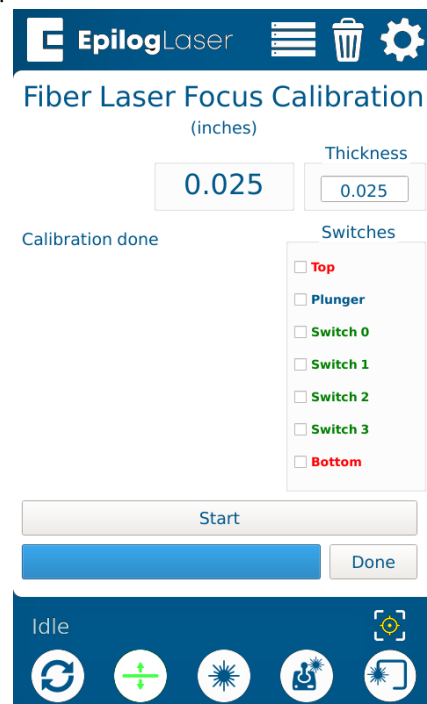 EpilogLaser
Fiber Laser Focus Calibration
(inches)
Thickness
0.025
0.025
Calibration done
Switches
Top
Plunger
Switch 0
Switch 1
Switch 2
Switch 3
Bottom
Start
Done
Idle